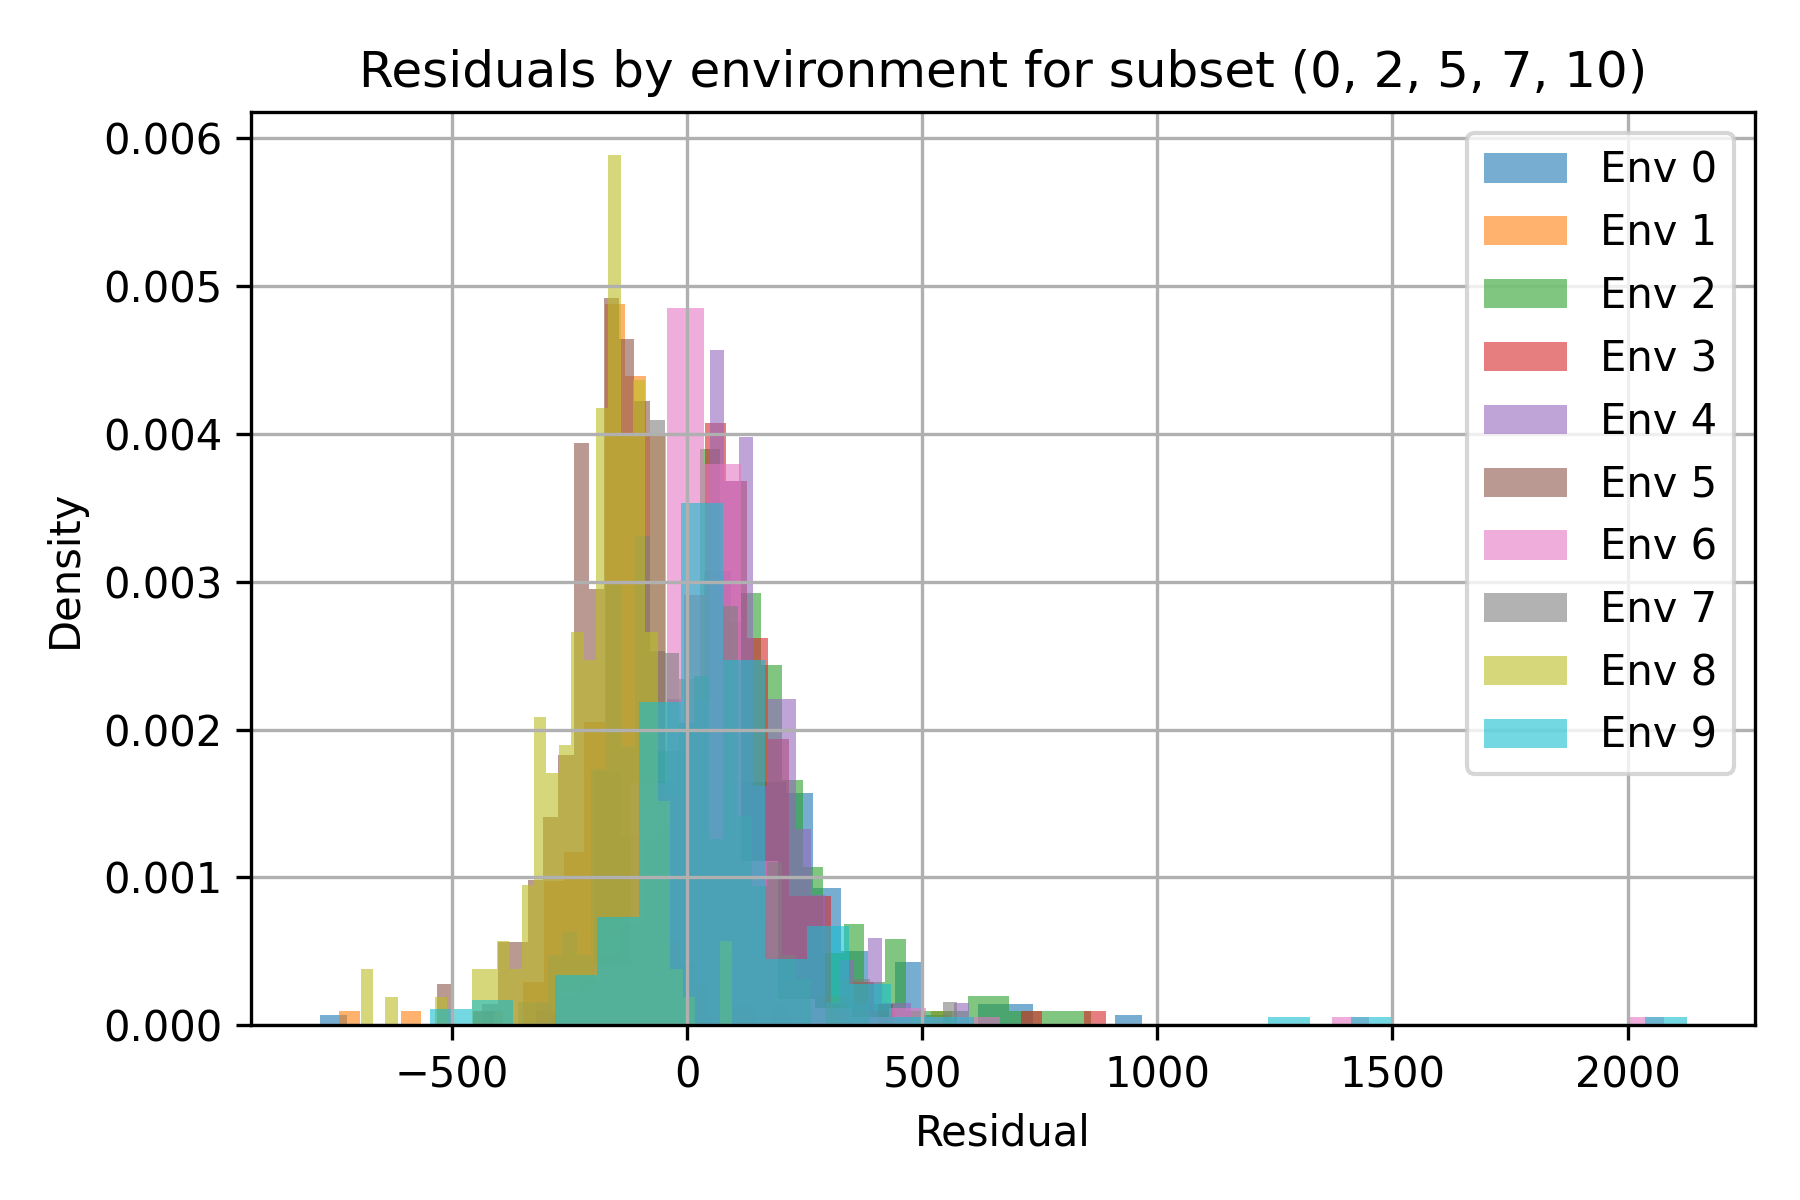 Residuals by environment for subset (0, 2, 5, 7, 10)
0.006
0.005
0.004
0.003
0.002
0.001
0.000
Density
−500
0
500
1000
1500
2000
Residual
Env 0
Env 1
Env 2
Env 3
Env 4
Env 5
Env 6
Env 7
Env 8
Env 9